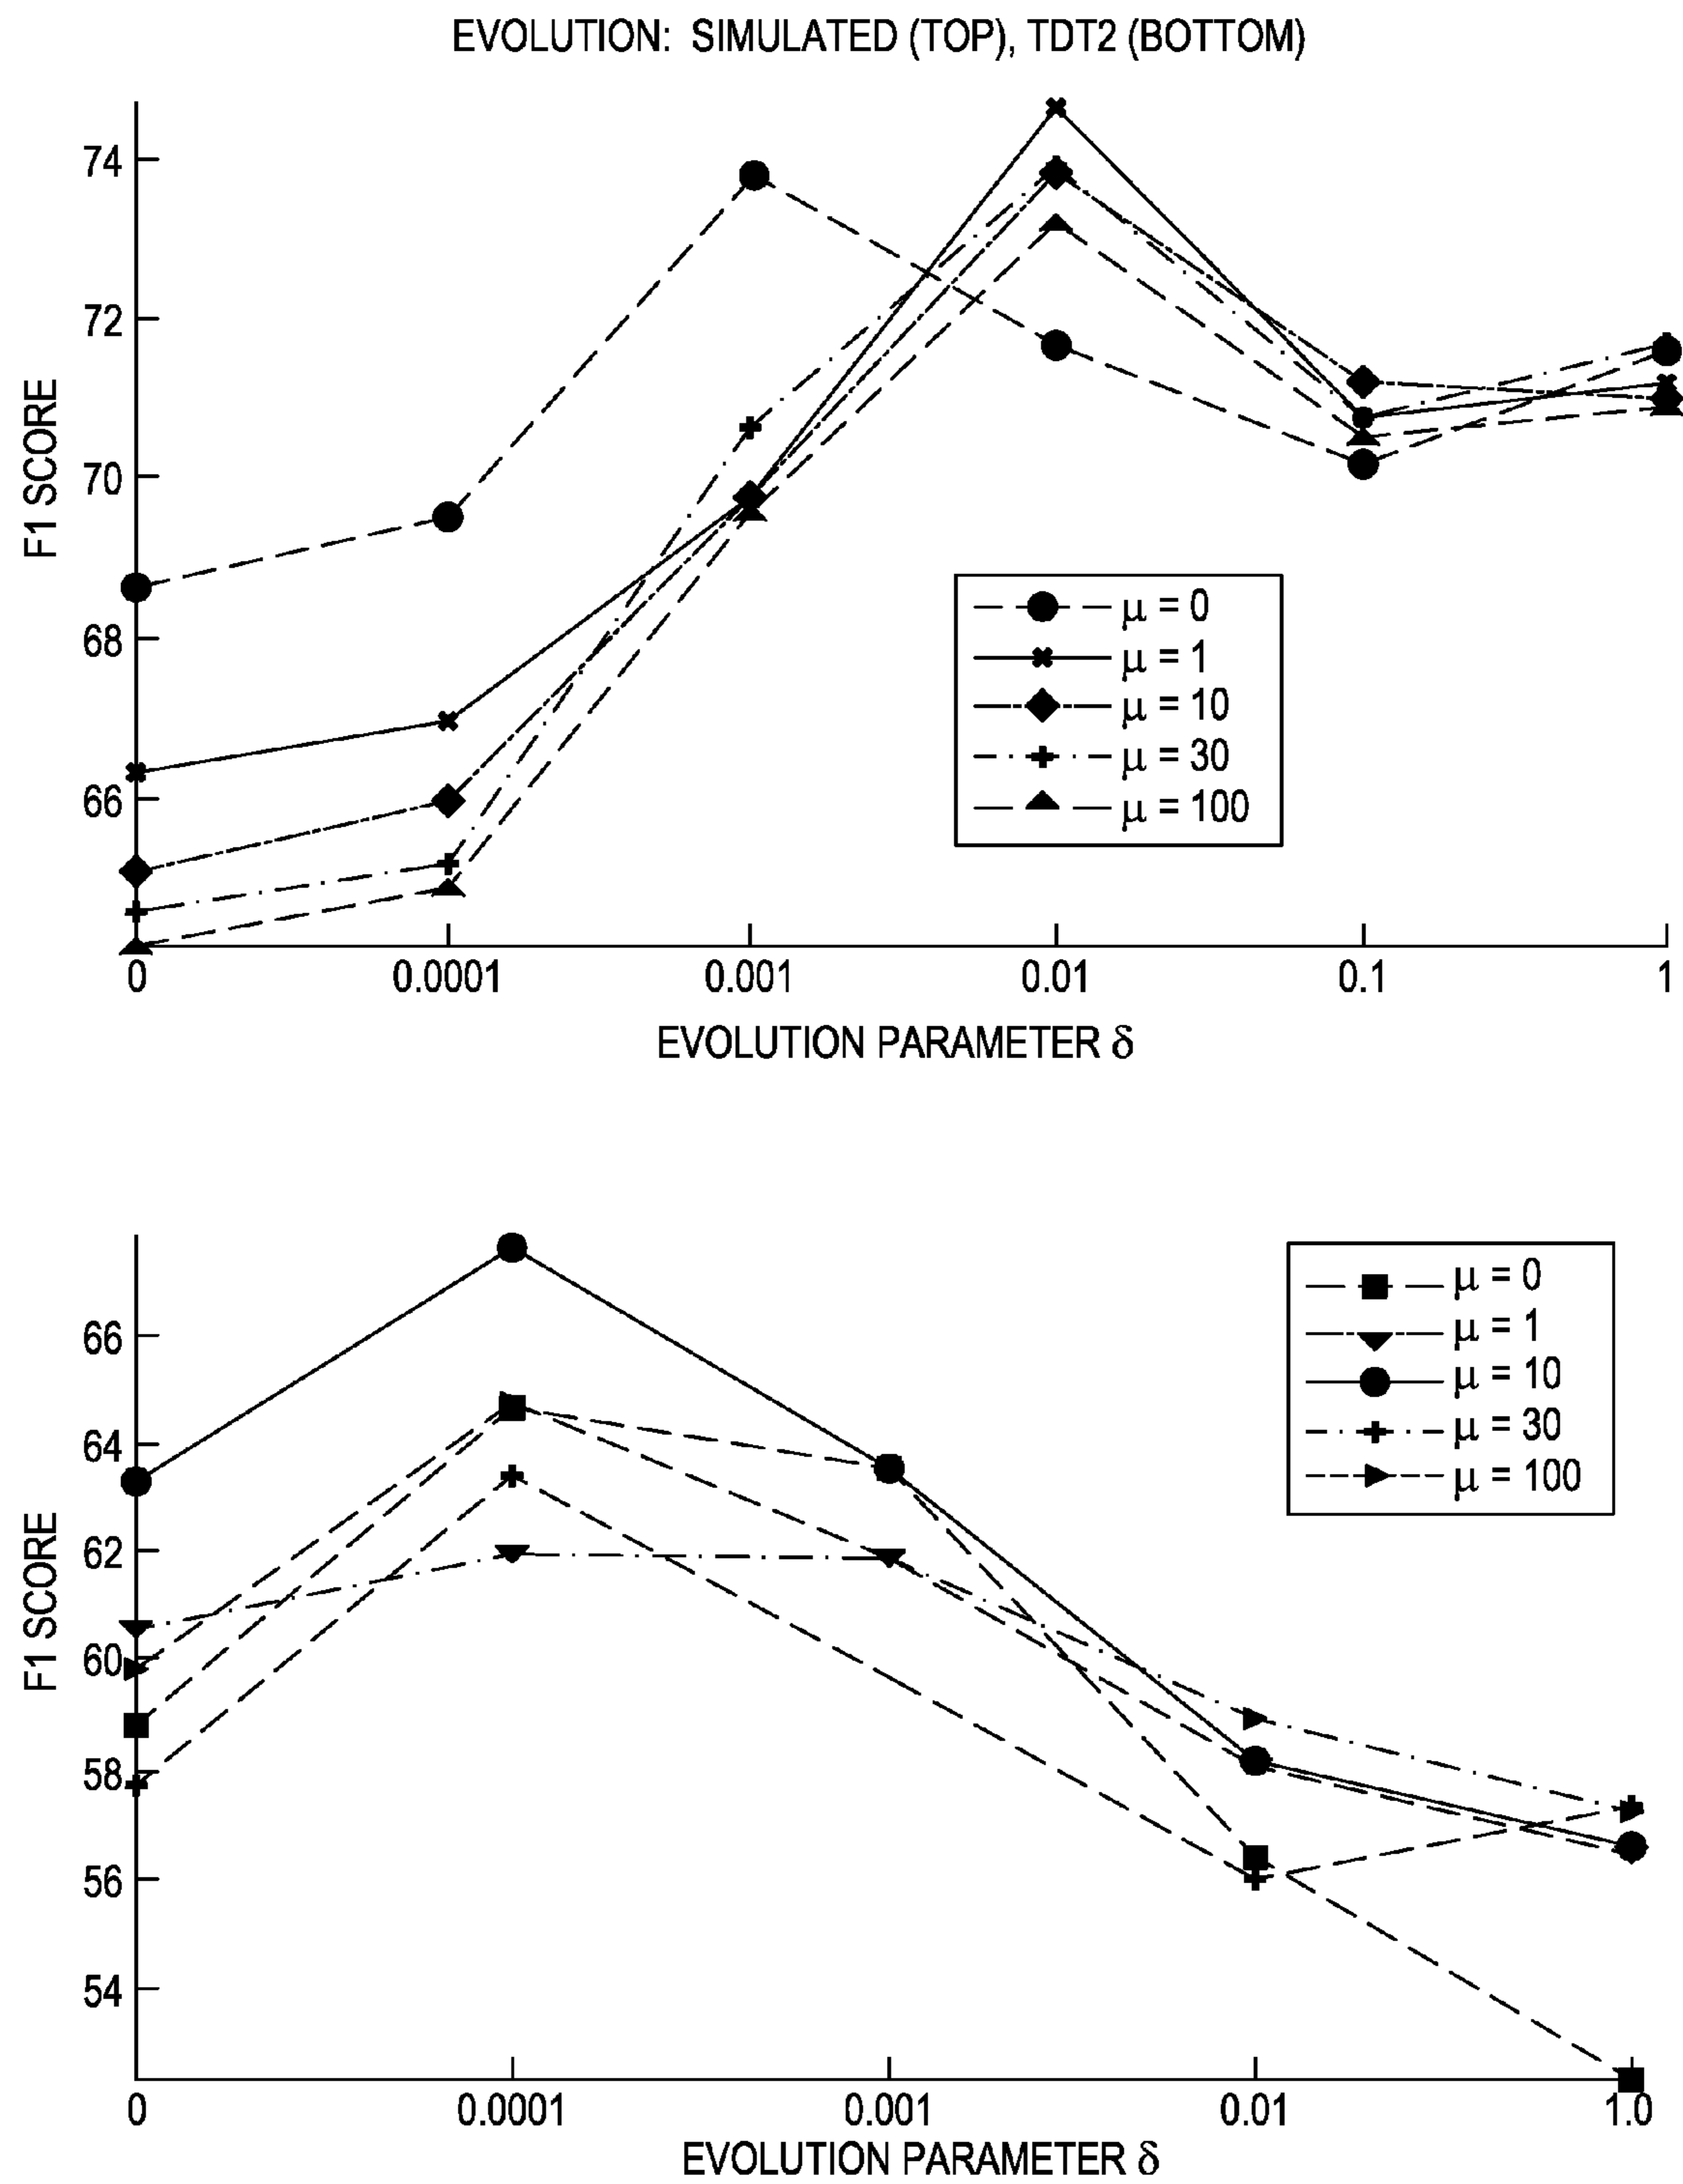 EVOLUTION: SIMULATED (TOP), TDT2 (BOTTOM)
74
72
70
68
66
F1 SCORE
μ = 0
μ = 1
μ = 10
μ = 30
μ = 100
0 0.0001 0.001 0.01 0.1 1
EVOLUTION PARAMETER δ
66
64
62
60
58
56
54
F1 SCORE
μ = 0
μ = 1
μ = 10
μ = 30
μ = 100
0 0.0001 0.001 0.01 1.0
EVOLUTION PARAMETER δ